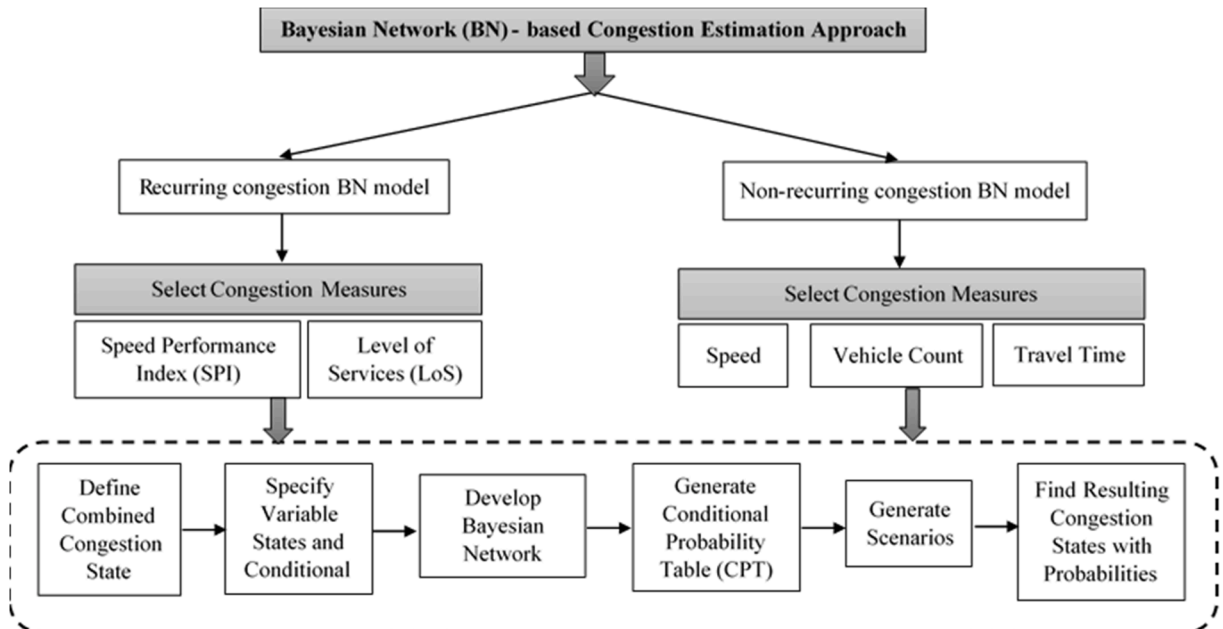 Bayesian Network (BN) - based Congestion Estimation Approach
Recurring congestion BN model
Non-recurring congestion BN model
Select Congestion Measures
Speed Performance
Index (SPI)
Level of
Services (LoS)
Select Congestion Measures
Speed
Vehicle Count
Travel Time
Define
Combined
Congestion
State
Specify
Variable
States and
Conditional
Develop
Bayesian
Network
Generate
Conditional
Probability
Table (CPT)
Generate
Scenarios
Find Resulting
Congestion
States with
Probabilities